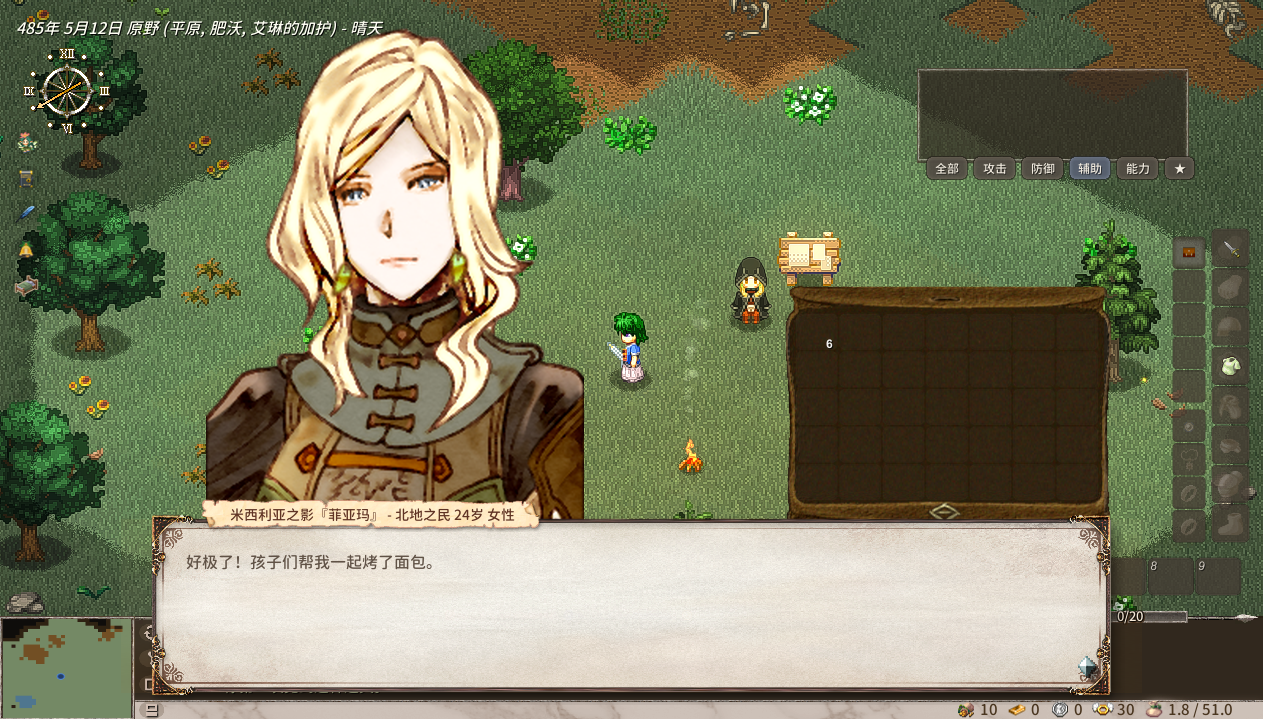 485年 5月12日 原野 (平原, 肥沃, 艾琳的加护) - 晴天
XII
IX
III
VI
全部
攻击
防御
辅助
能力
★
6
米西利亚之影『菲亚玛』 - 北地之民 24岁 女性
好极了！孩子们帮我一起烤了面包。
8
9
0/20
10
0
0
30
1.8 / 51.0